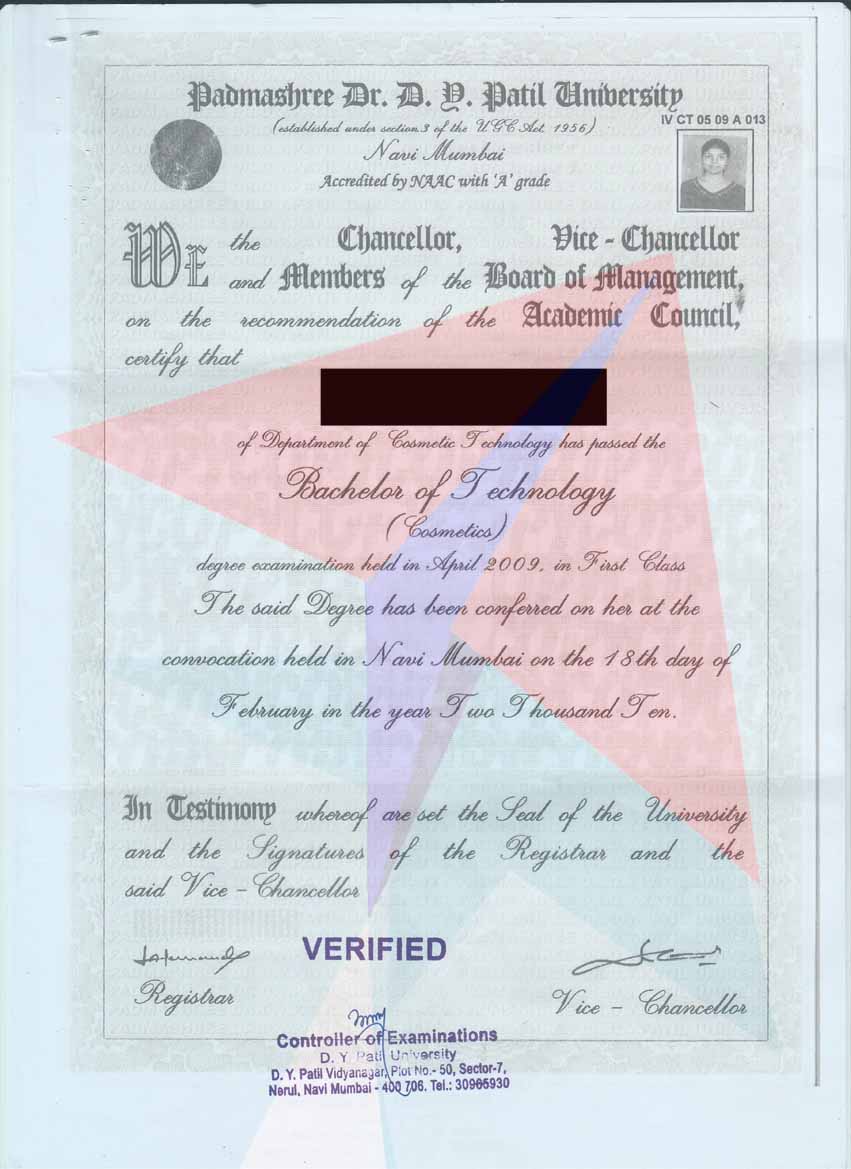 Padmashree Dr. D. Y. Patil University
(established under section 3 of the U.G.C Act. 1956)
IV CT 05 09 A 013
Navi Mumbai
Accredited by NAAC with 'A' grade
WE the Chancellor, Vice - Chancellor
and Members of the Board of Management,
on the recommendation of the Academic Council,
certify that
of Department of Cosmetic Technology has passed the
Bachelor of Technology
(Cosmetics)
degree examination held in April 2009, in First Class
The said Degree has been conferred on her at the
convocation held in Navi Mumbai on the 18th day of
February in the year Two Thousand Ten.
In Testimony whereof are set the Seal of the University
and the Signatures of the Registrar and the
said Vice - Chancellor
VERIFIED
Registrar
Vice - Chancellor
Controller of Examinations
D. Y. Patil University
D. Y. Patil Vidyanagar, Plot No.- 50, Sector-7,
Nerul, Navi Mumbai - 400 706. Tel.: 30965930